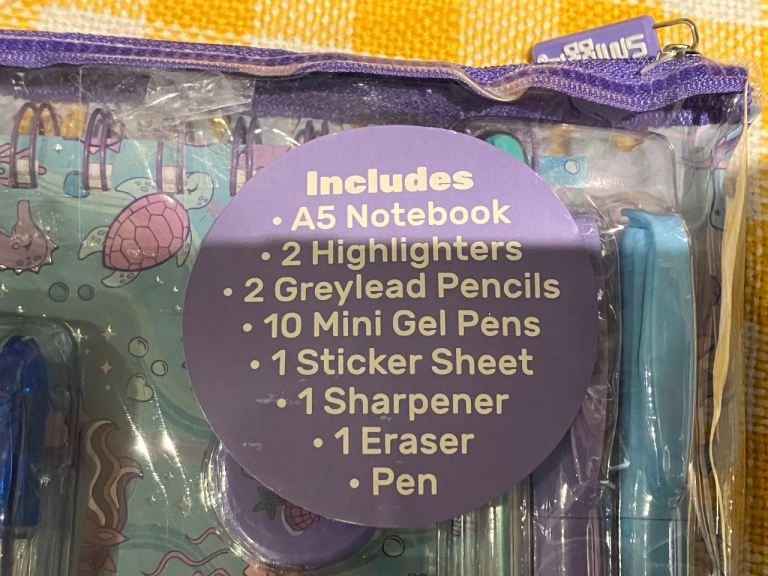 Includes
• A5 Notebook
• 2 Highlighters
• 2 Greylead Pencils
• 10 Mini Gel Pens
• 1 Sticker Sheet
• 1 Sharpener
• 1 Eraser
• Pen